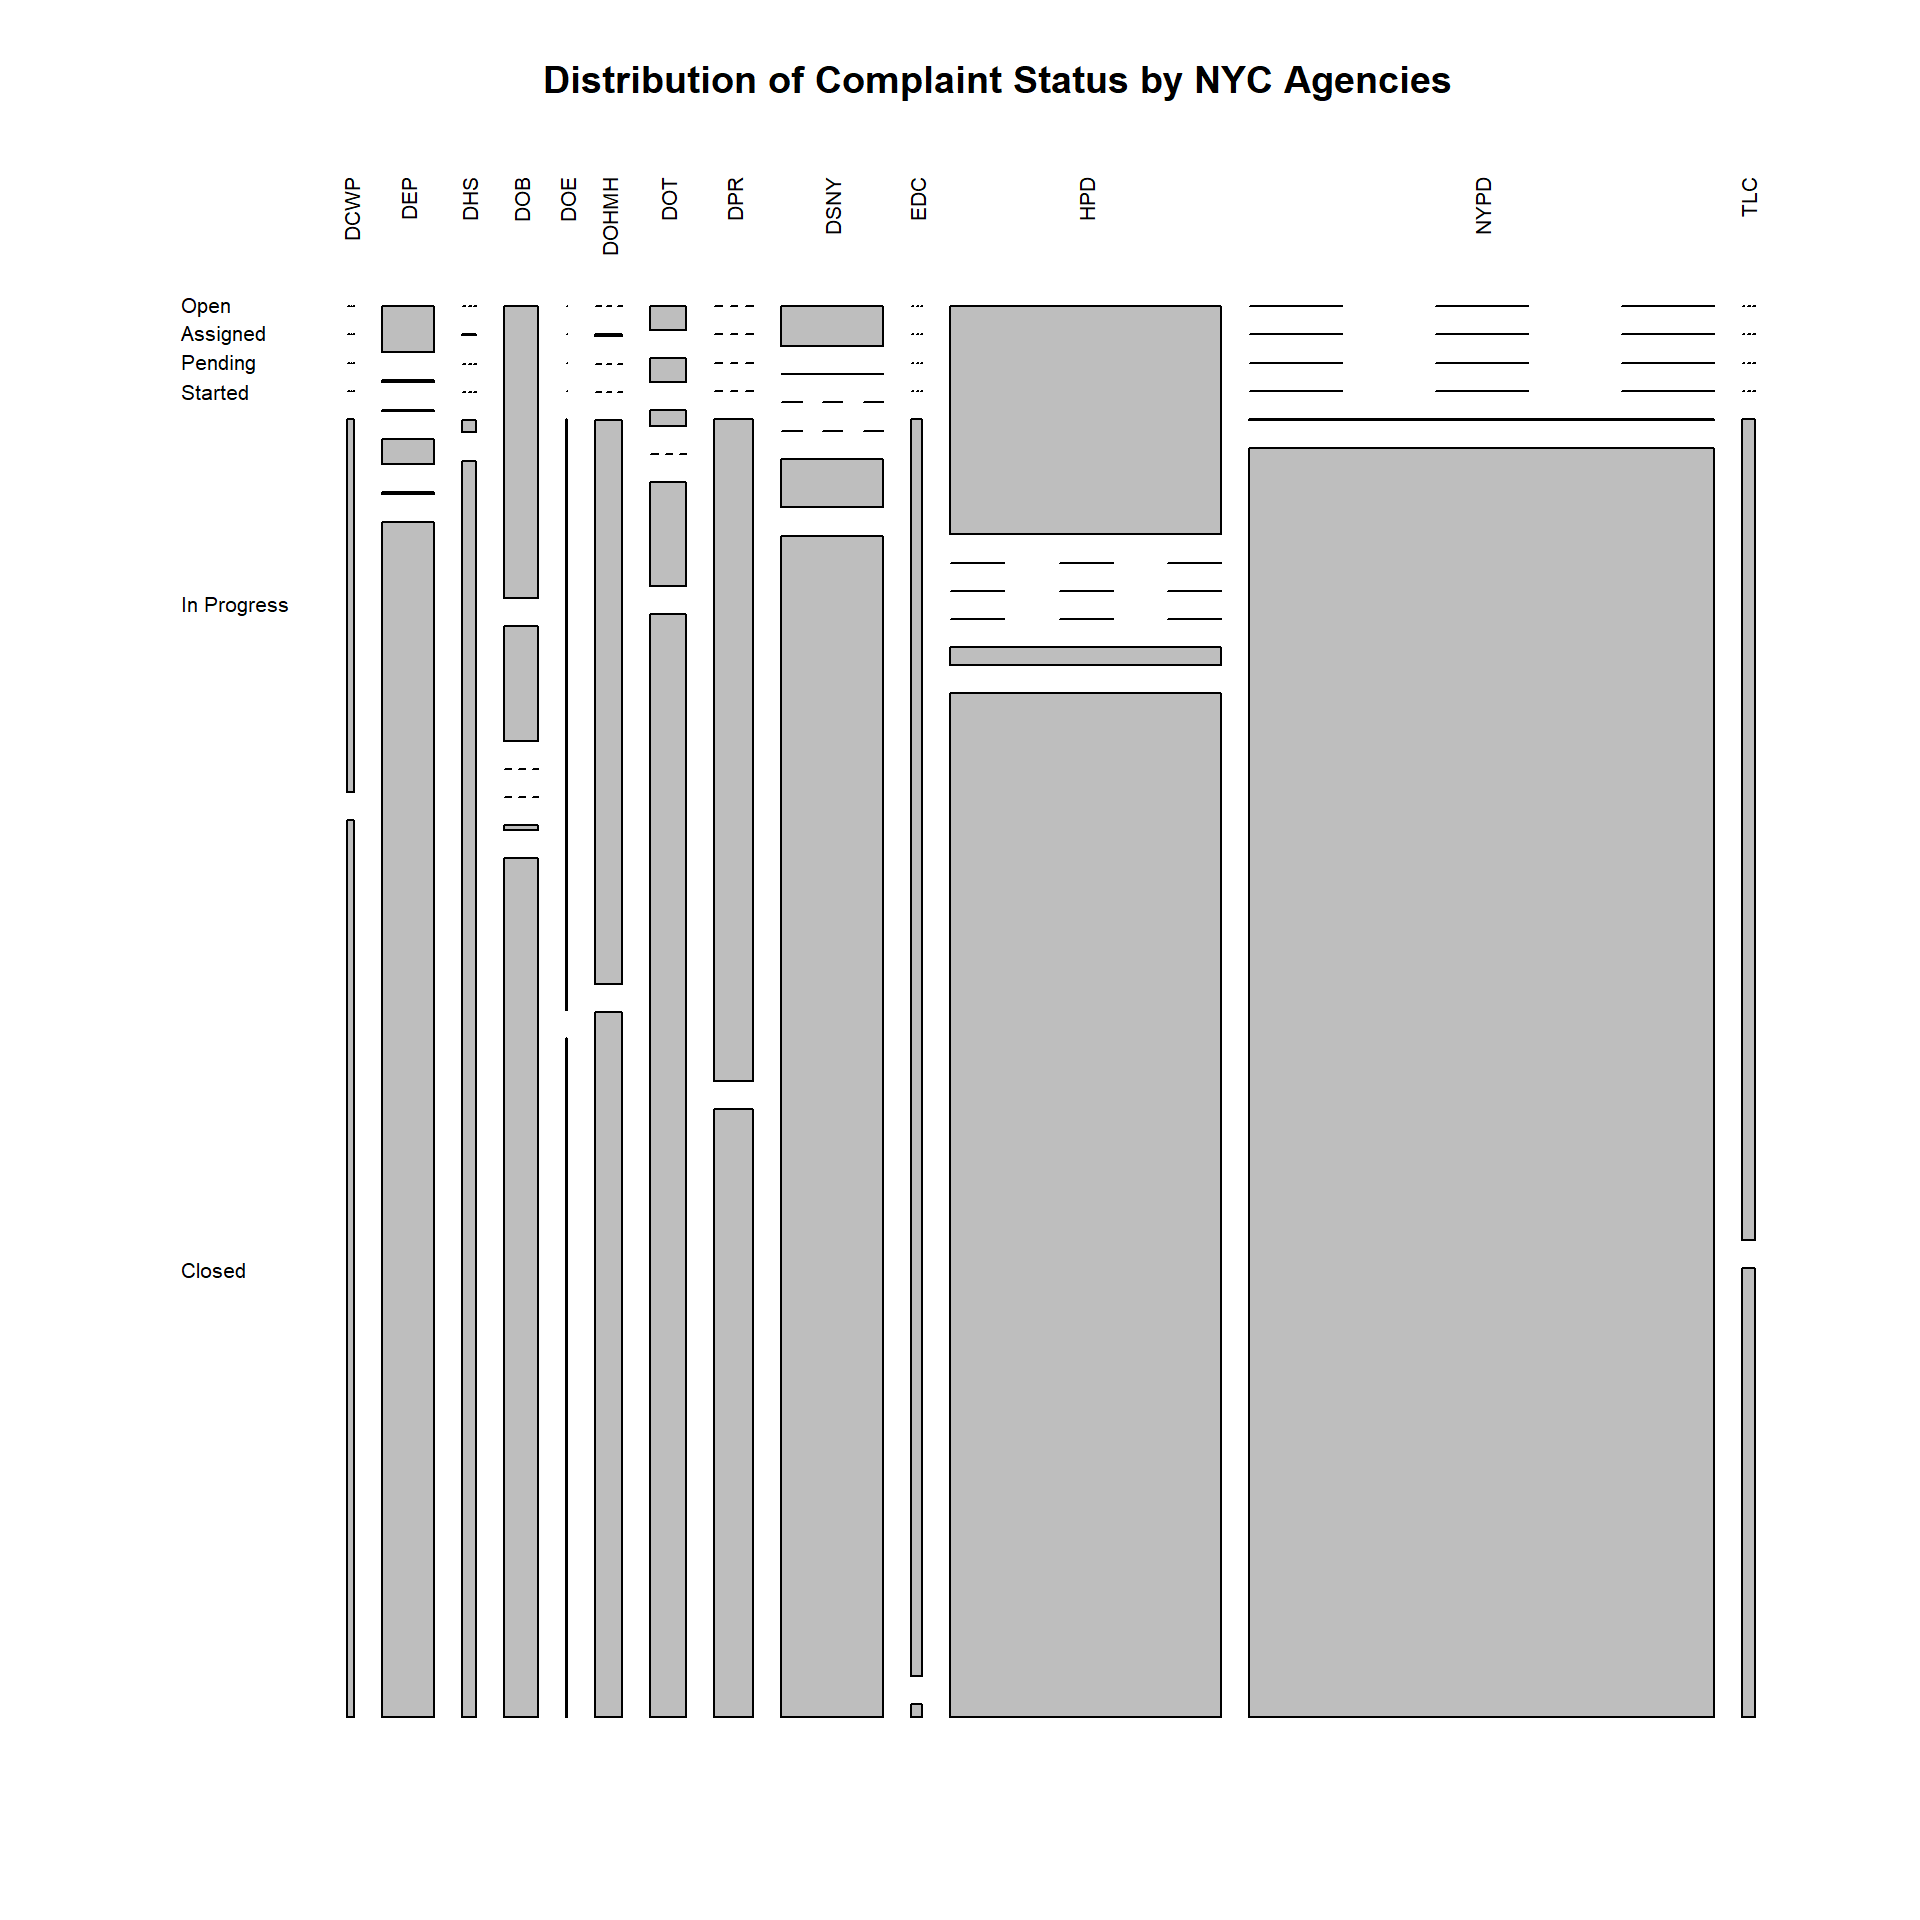 Distribution of Complaint Status by NYC Agencies
DCWP
DEP
DHS
DOB
DOE
DOHMH
DOT
DPR
DSNY
EDC
HPD
NYPD
TLC
Open
Assigned
Pending
Started
In Progress
Closed